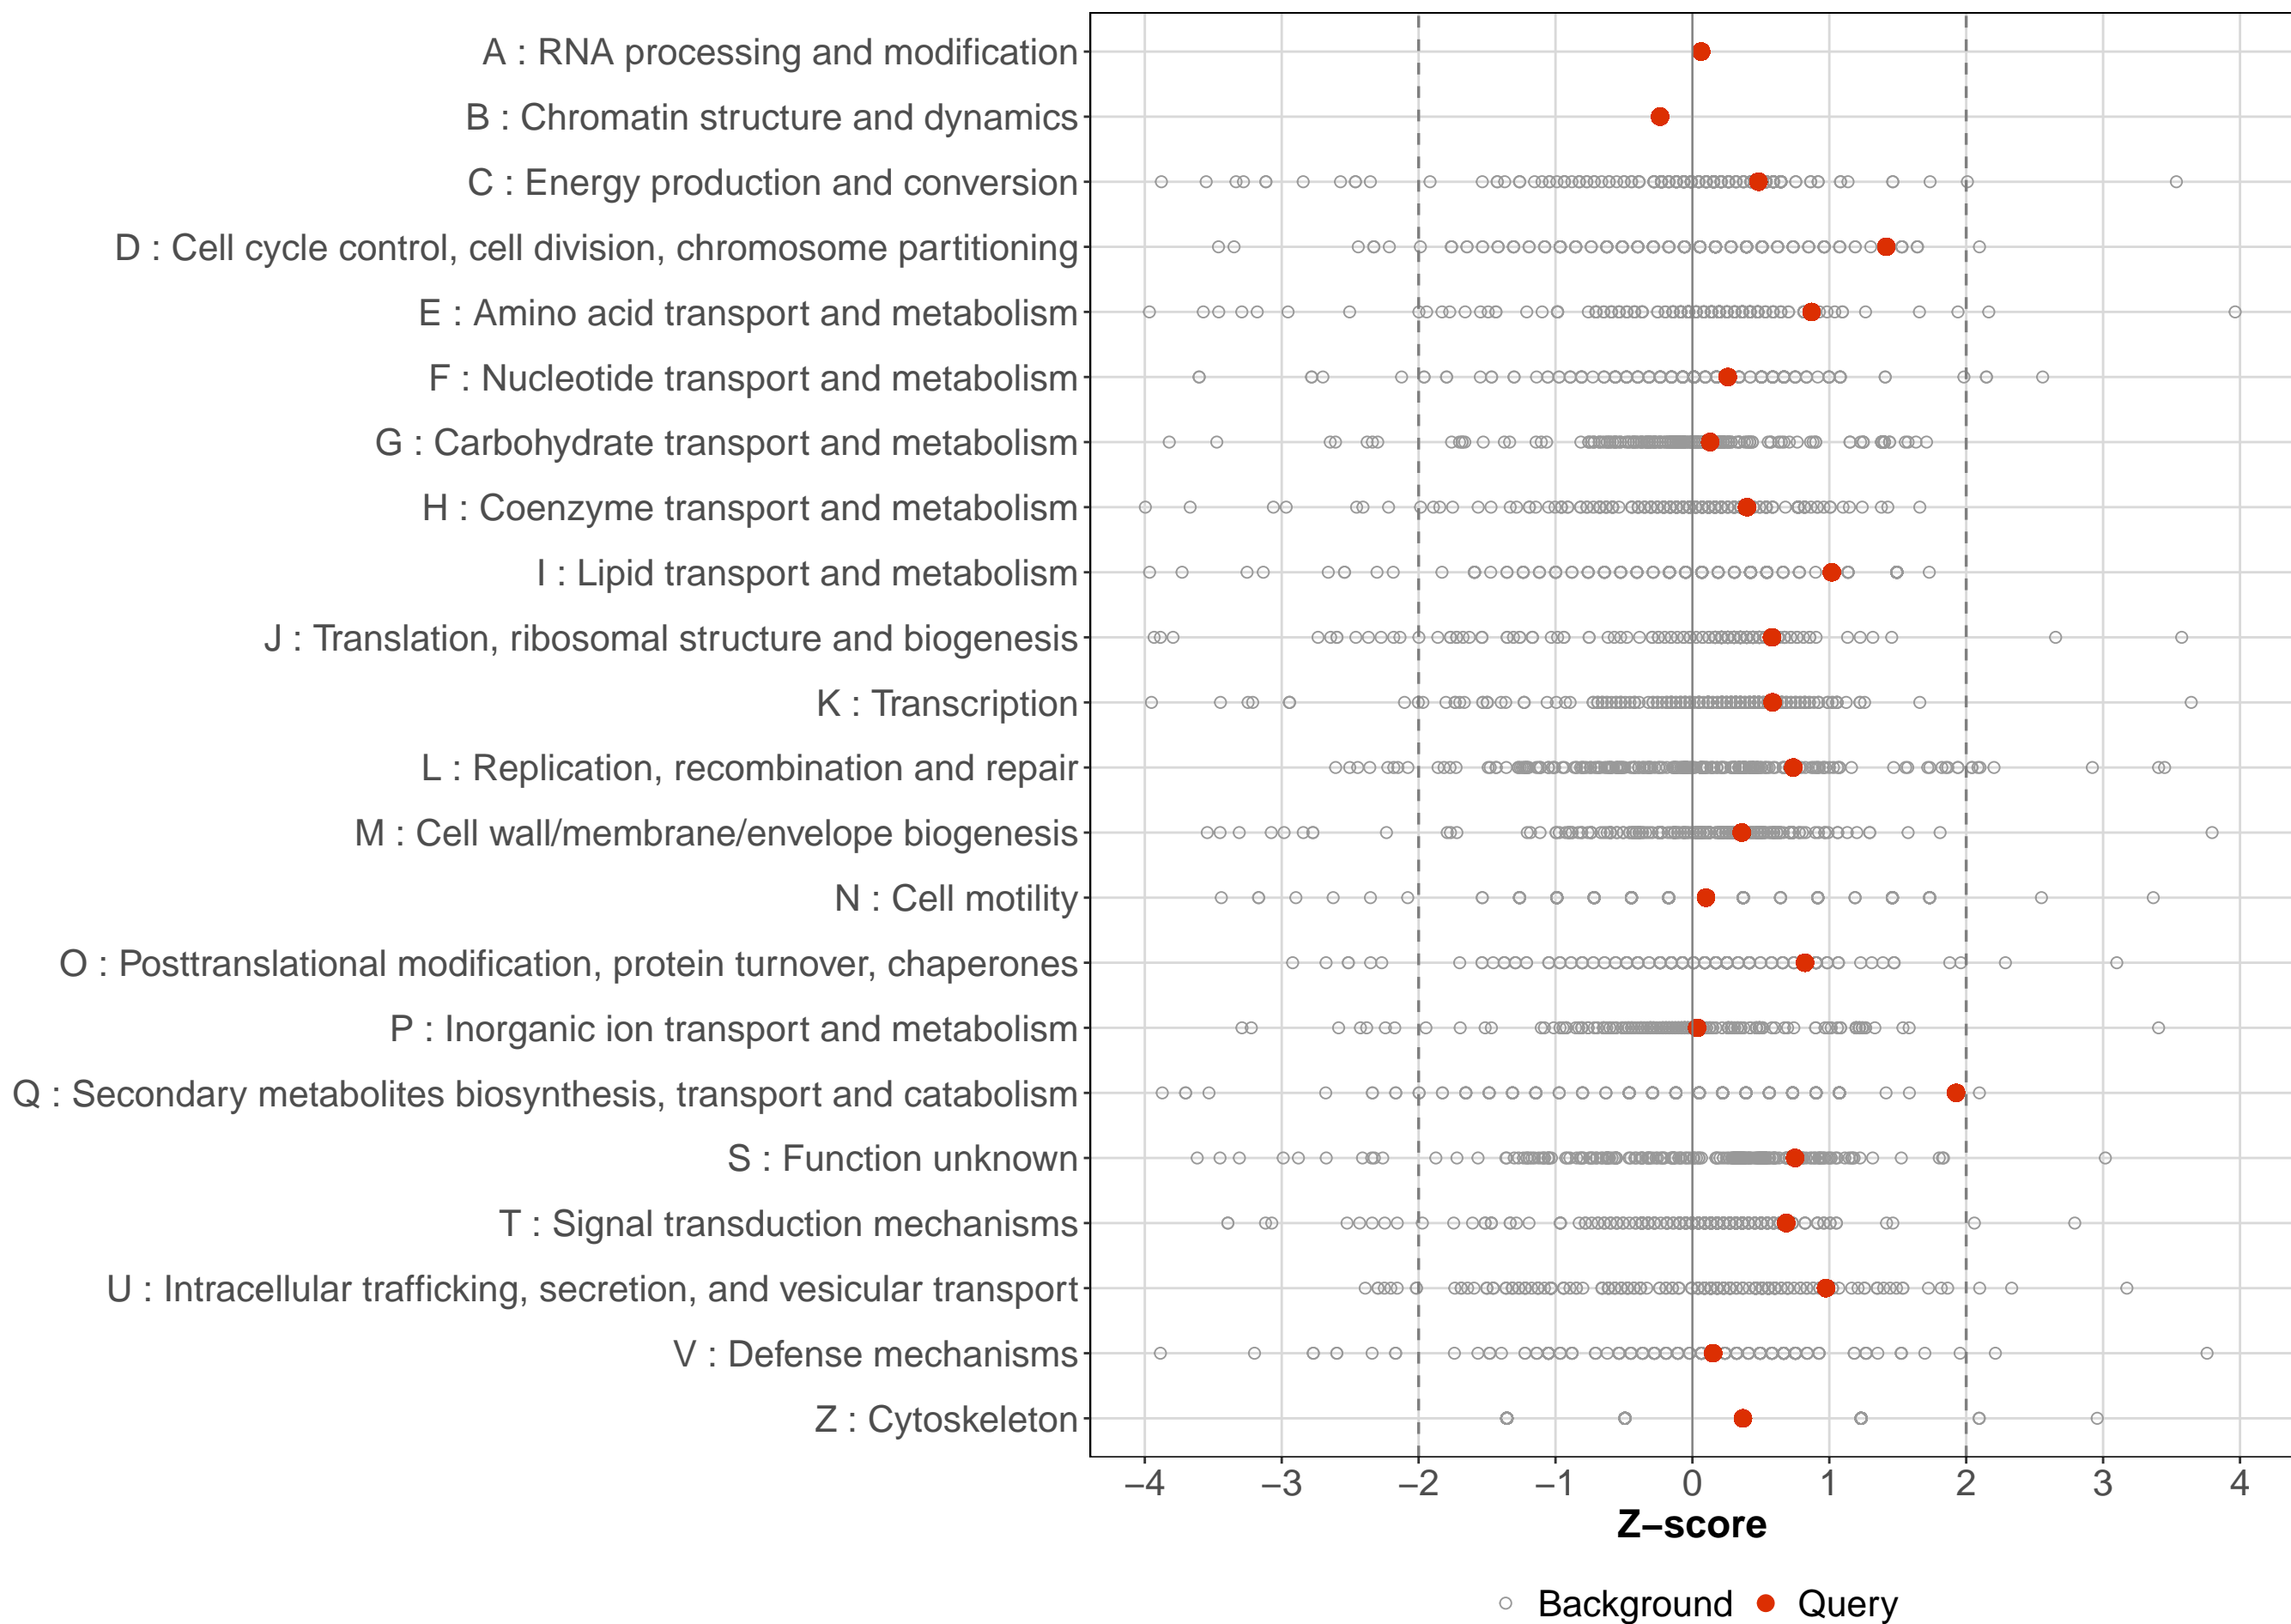 A : RNA processing and modification
B : Chromatin structure and dynamics
C : Energy production and conversion
D : Cell cycle control, cell division, chromosome partitioning
E : Amino acid transport and metabolism
F : Nucleotide transport and metabolism
G : Carbohydrate transport and metabolism
H : Coenzyme transport and metabolism
I : Lipid transport and metabolism
J : Translation, ribosomal structure and biogenesis
K : Transcription
L : Replication, recombination and repair
M : Cell wall/membrane/envelope biogenesis
N : Cell motility
O : Posttranslational modification, protein turnover, chaperones
P : Inorganic ion transport and metabolism
Q : Secondary metabolites biosynthesis, transport and catabolism
S : Function unknown
T : Signal transduction mechanisms
U : Intracellular trafficking, secretion, and vesicular transport
V : Defense mechanisms
Z : Cytoskeleton
−4 −3 −2 −1 0 1 2 3 4
Z−score
Background Query